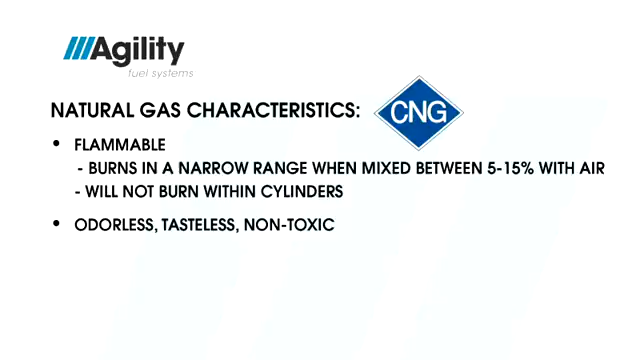 Agility
fuel systems
NATURAL GAS CHARACTERISTICS:
CNG
• FLAMMABLE
- BURNS IN A NARROW RANGE WHEN MIXED BETWEEN 5-15% WITH AIR
- WILL NOT BURN WITHIN CYLINDERS
• ODORLESS, TASTELESS, NON-TOXIC